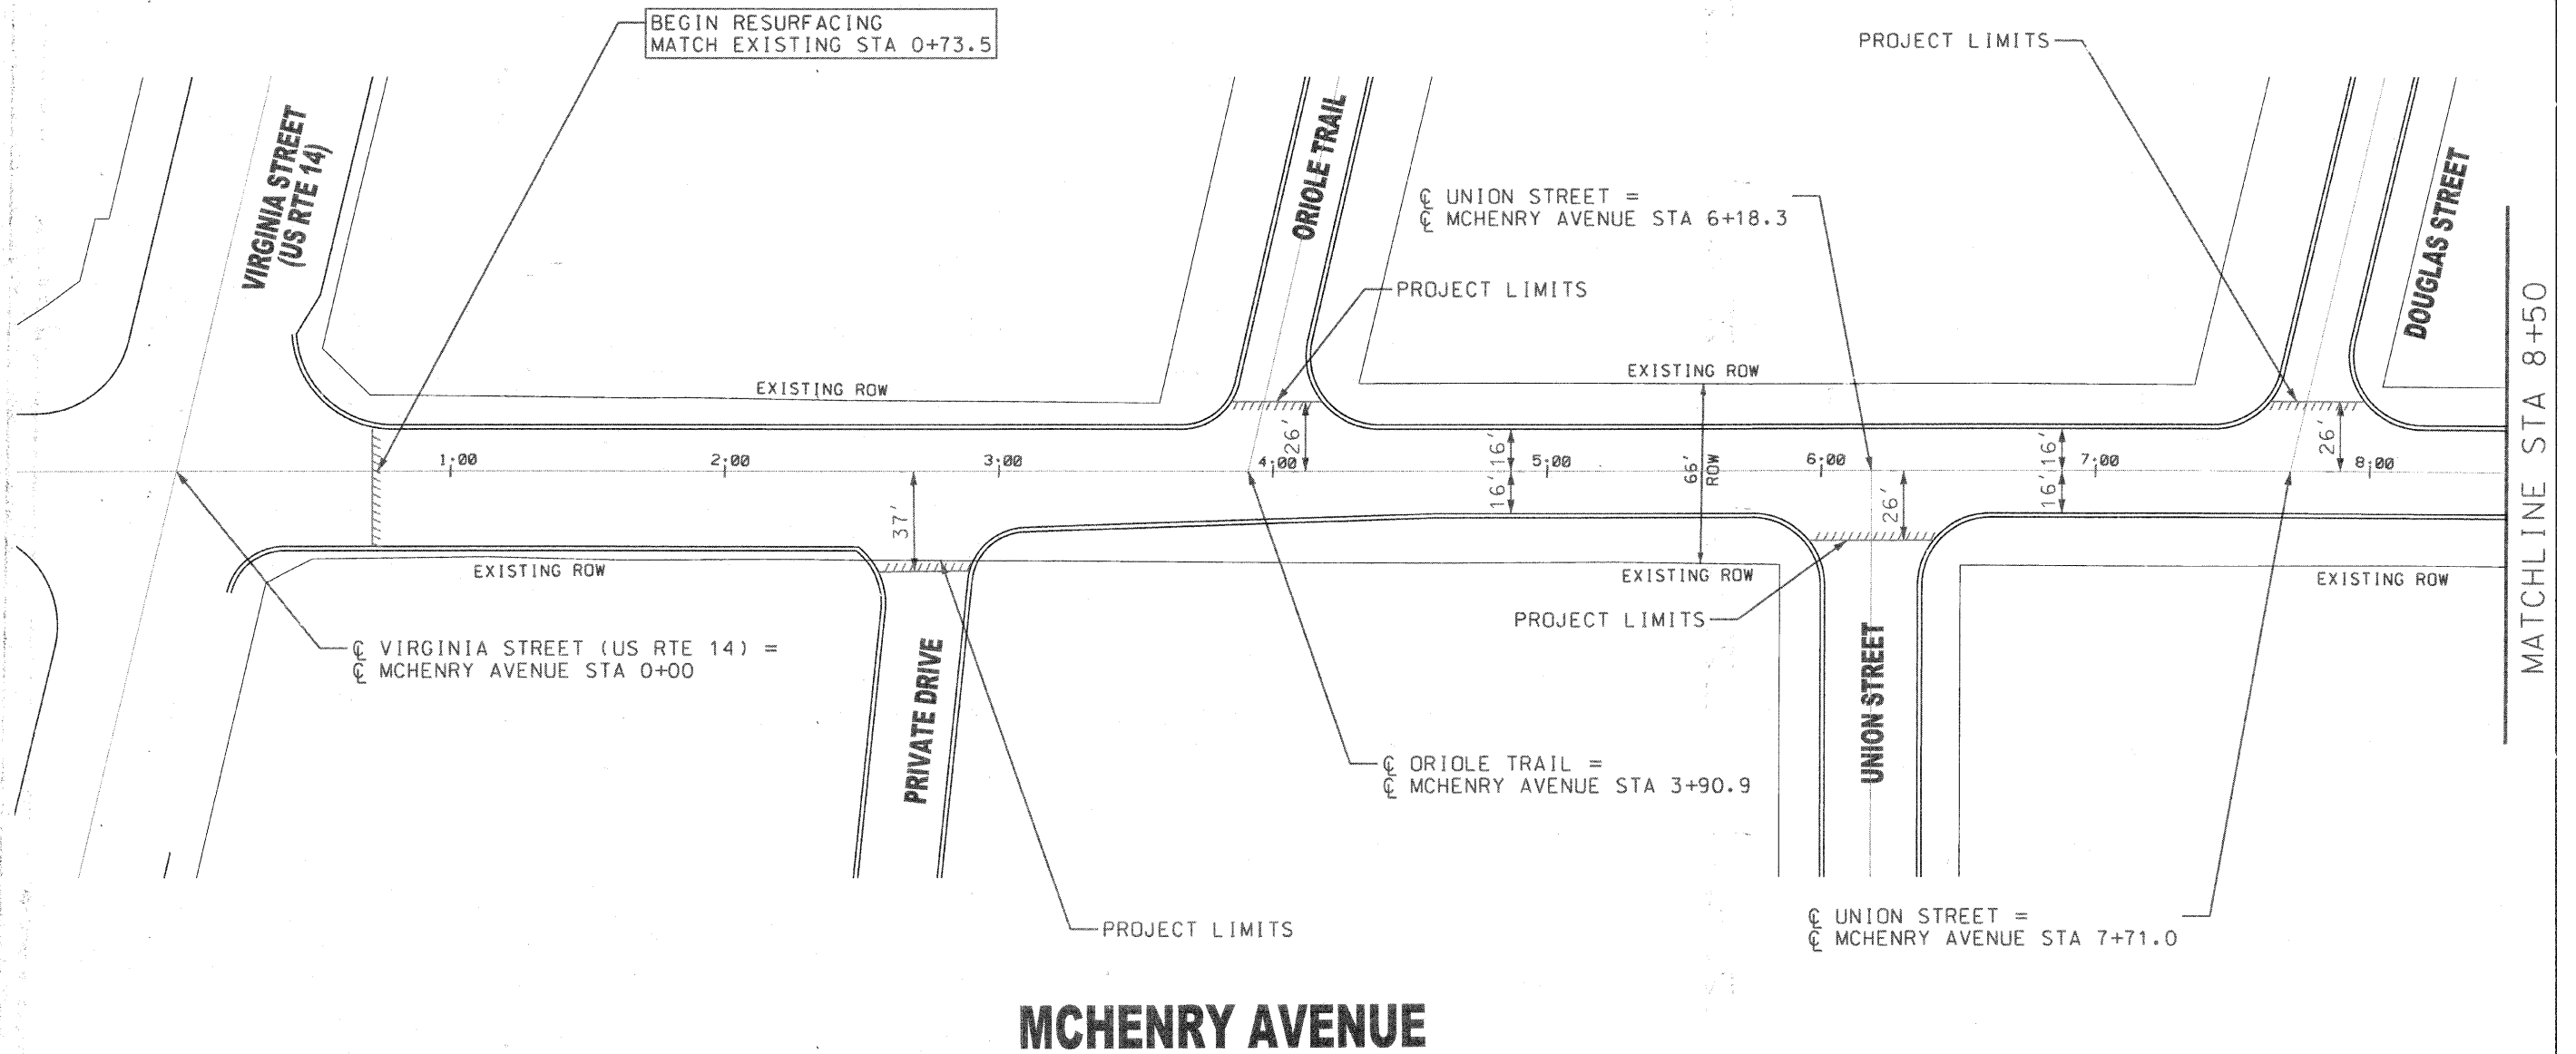 BEGIN RESURFACING
MATCH EXISTING STA 0+73.5
PROJECT LIMITS
VIRGINIA STREET
(US RTE 14)
ORIOLE TRAIL
℄ UNION STREET =
℄ MCHENRY AVENUE STA 6+18.3
DOUGLAS STREET
PROJECT LIMITS
MATCHLINE STA 8+50
EXISTING ROW
EXISTING ROW
26'
16'
16'
26'
1+00
2+00
3+00
4+00
5+00
6+00
7+00
8+00
66'
ROW
37'
16'
26'
16'
EXISTING ROW
EXISTING ROW
EXISTING ROW
PROJECT LIMITS
℄ VIRGINIA STREET (US RTE 14) =
℄ MCHENRY AVENUE STA 0+00
PRIVATE DRIVE
UNION STREET
℄ ORIOLE TRAIL =
℄ MCHENRY AVENUE STA 3+90.9
PROJECT LIMITS
℄ UNION STREET =
℄ MCHENRY AVENUE STA 7+71.0
MCHENRY AVENUE